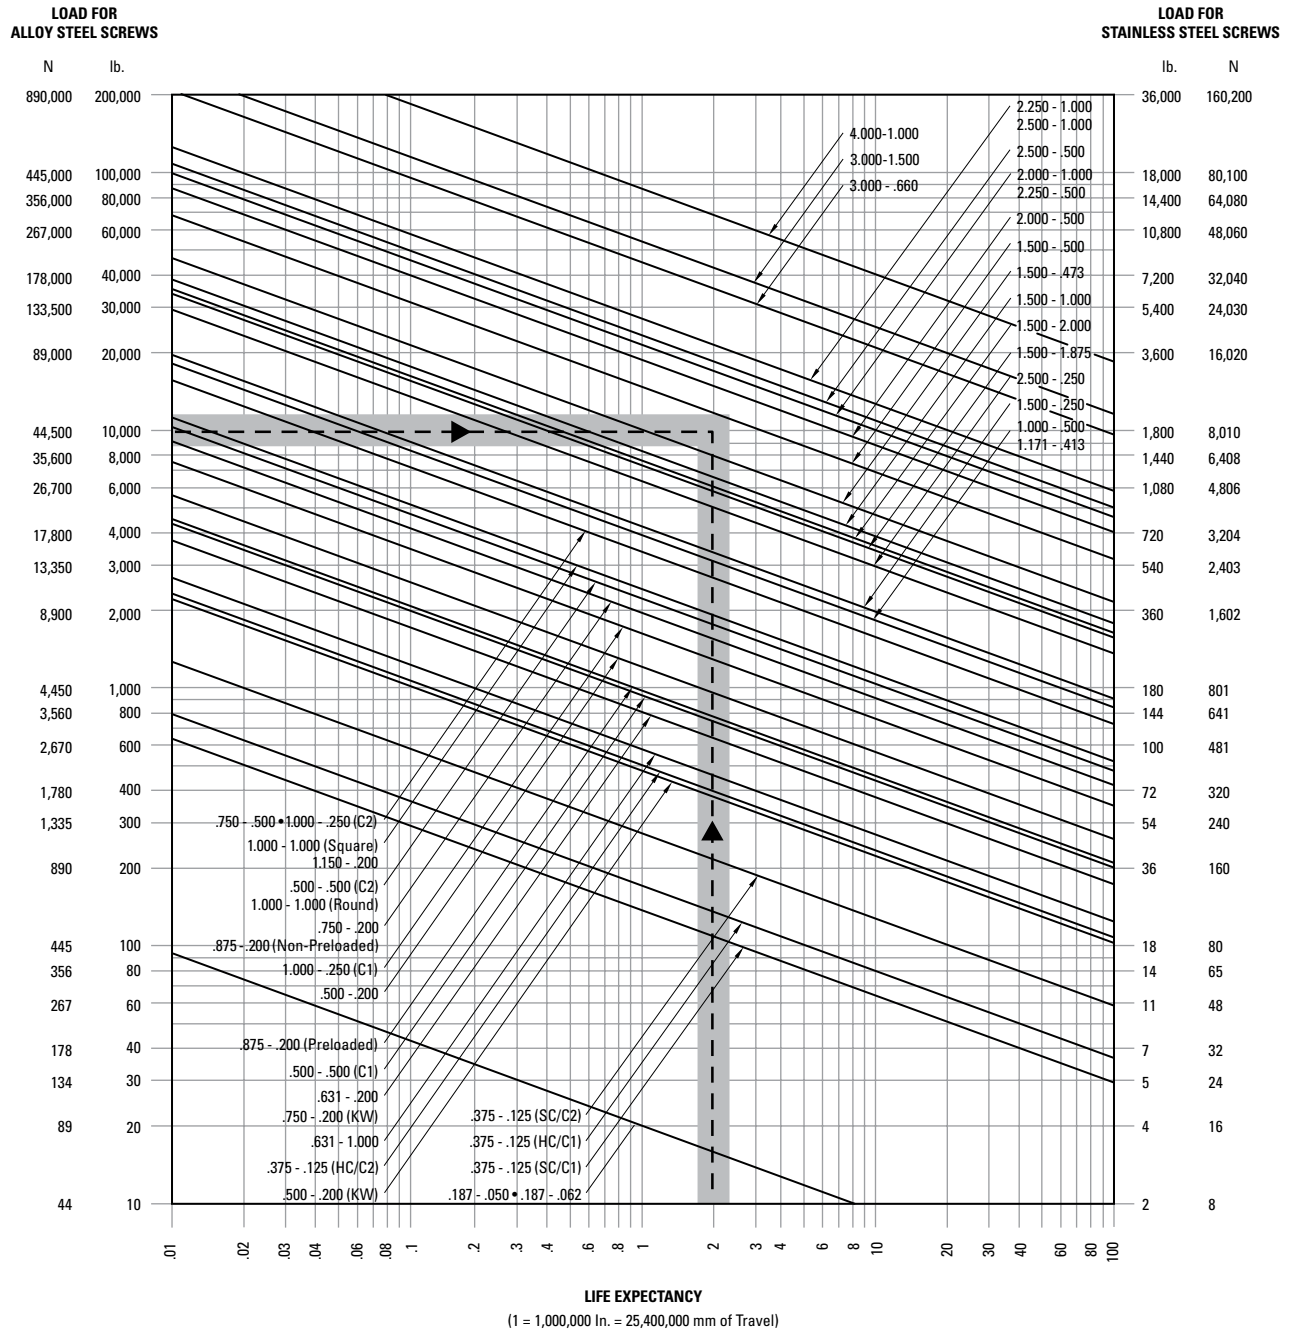 LOAD FOR
ALLOY STEEL SCREWS
N lb.
LOAD FOR
STAINLESS STEEL SCREWS
lb. N
890,000 200,000
445,000 100,000
356,000 80,000
267,000 60,000
178,000 40,000
133,500 30,000
89,000 20,000
44,500 10,000
35,600 8,000
26,700 6,000
17,800 4,000
13,350 3,000
8,900 2,000
4,450 1,000
3,560 800
2,670 600
1,780 400
1,335 300
890 200
445 100
356 80
267 60
178 40
134 30
89 20
44 10
4.000-1.000
3.000-1.500
3.000 - .660
2.250 - 1.000
2.500 - 1.000
2.500 - .500
2.000 - 1.000
2.250 - .500
2.000 - .500
1.500 - .500
1.500 - .473
1.500 - 1.000
1.500 - 2.000
1.500 - 1.875
2.500 - .250
1.500 - .250
1.000 - .500
1.171 - .413
.750 - .500 • 1.000 - .250 (C2)
1.000 - 1.000 (Square)
1.150 - .200
.500 - .500 (C2)
1.000 - 1.000 (Round)
.750 - .200
.875 - .200 (Non-Preloaded)
1.000 - .250 (C1)
.500 - .200
.875 - .200 (Preloaded)
.500 - .500 (C1)
.631 - .200
.750 - .200 (KW)
.631 - 1.000
.375 - .125 (HC/C2)
.500 - .200 (KW)
.375 - .125 (SC/C2)
.375 - .125 (HC/C1)
.375 - .125 (SC/C1)
.187 - .050 • .187 - .062
36,000 160,200
18,000 80,100
14,400 64,080
10,800 48,060
7,200 32,040
5,400 24,030
3,600 16,020
1,800 8,010
1,440 6,408
1,080 4,806
720 3,204
540 2,403
360 1,602
180 801
144 641
100 481
72 320
54 240
36 160
18 80
14 65
11 48
7 32
5 24
4 16
2 8
.01 .02 .03 .04 .06 .08 .1 .2 .3 .4 .6 .8 1 2 3 4 6 8 10 20 30 40 60 80 100
LIFE EXPECTANCY
(1 = 1,000,000 In. = 25,400,000 mm of Travel)